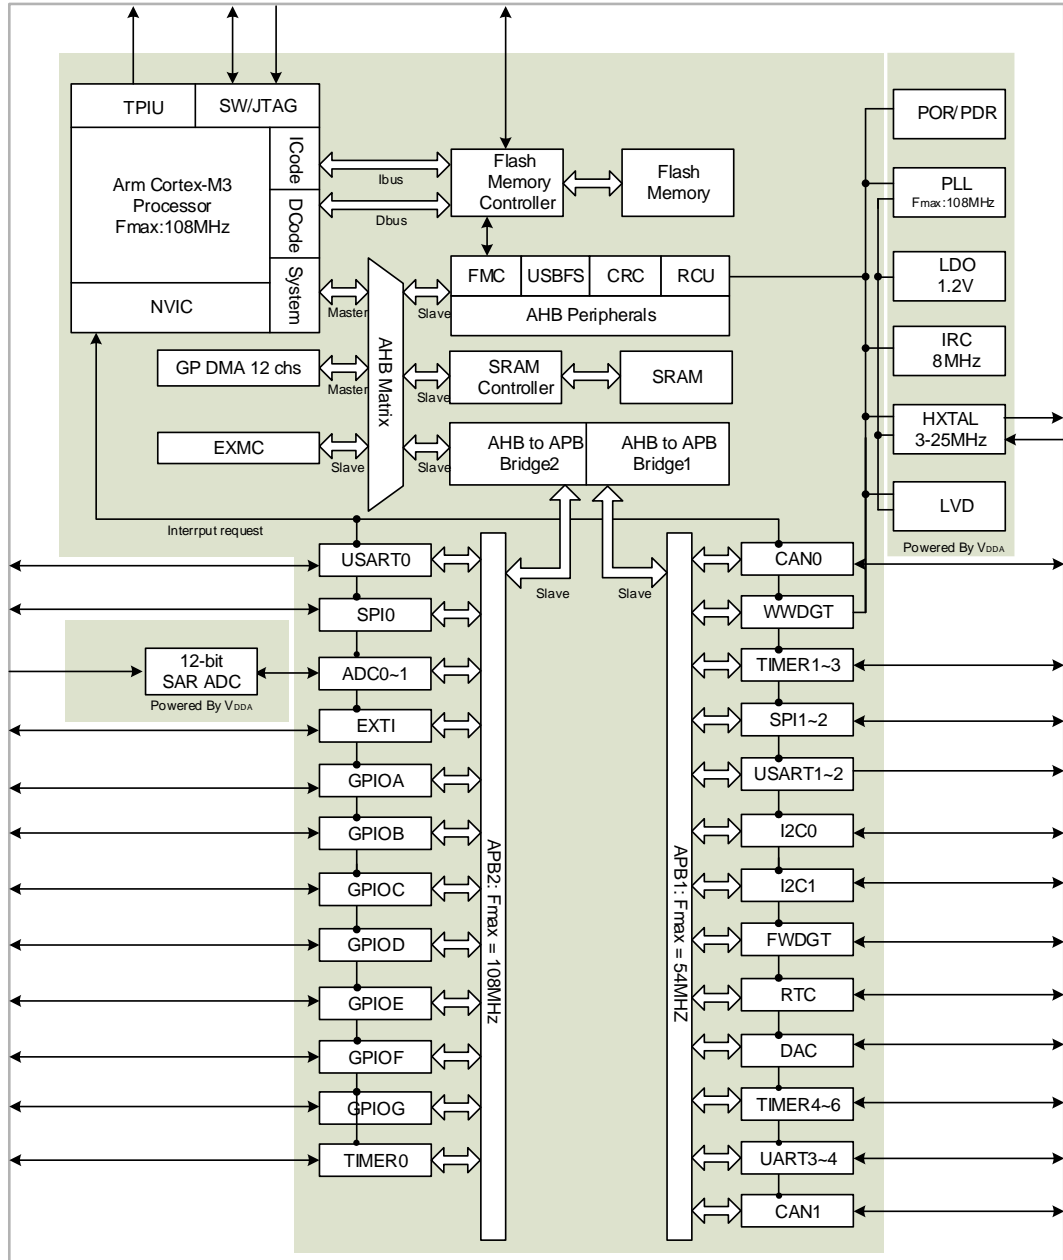 TPIU
SW/JTAG
POR/PDR
Arm Cortex-M3
Processor
Fmax:108MHz
ICode
DCode
System
NVIC
Ibus
Dbus
Flash
Memory
Controller
Flash
Memory
PLL
Fmax:108MHz
FMC
USBFS
CRC
RCU
AHB Peripherals
LDO
1.2V
Master
Slave
IRC
8MHz
GP DMA 12 chs
Master
AHB Matrix
Slave
SRAM
Controller
SRAM
HXTAL
3-25MHz
EXMC
Slave
Slave
AHB to APB
Bridge2
AHB to APB
Bridge1
LVD
Powered By VDDA
Interrput request
Slave
Slave
USART0
SPI0
12-bit
SAR ADC
Powered By VDDA
ADC0~1
EXTI
GPIOA
GPIOB
GPIOC
GPIOD
GPIOE
GPIOF
GPIOG
TIMER0
APB2: Fmax = 108MHz
APB1: Fmax = 54MHZ
CAN0
WWDGT
TIMER1~3
SPI1~2
USART1~2
I2C0
I2C1
FWDGT
RTC
DAC
TIMER4~6
UART3~4
CAN1